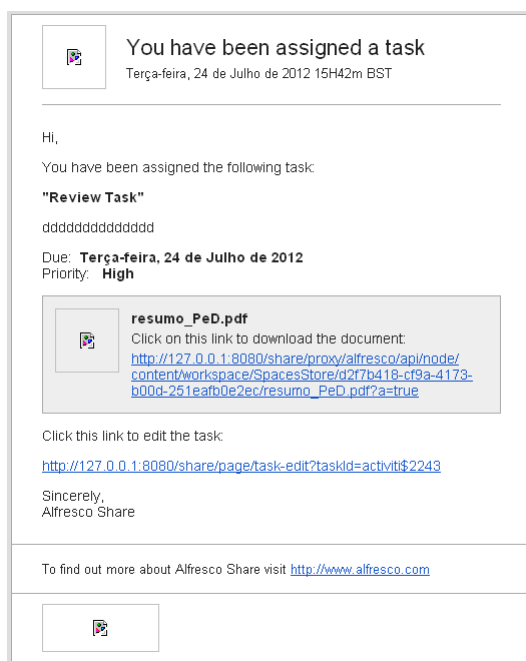 You have been assigned a task
Terça-feira, 24 de Julho de 2012 15H42m BST
Hi,
You have been assigned the following task:
"Review Task"
dddddddddddddd
Due: Terça-feira, 24 de Julho de 2012
Priority: High
resumo_PeD.pdf
Click on this link to download the document:
http://127.0.0.1:8080/share/proxy/alfresco/api/node/
content/workspace/SpacesStore/d2f7b418-cf9a-4173-
b00d-251eafb0e2ec/resumo_PeD.pdf?a=true
Click this link to edit the task:
http://127.0.0.1:8080/share/page/task-edit?taskId=activiti$2243
Sincerely,
Alfresco Share
To find out more about Alfresco Share visit http://www.alfresco.com